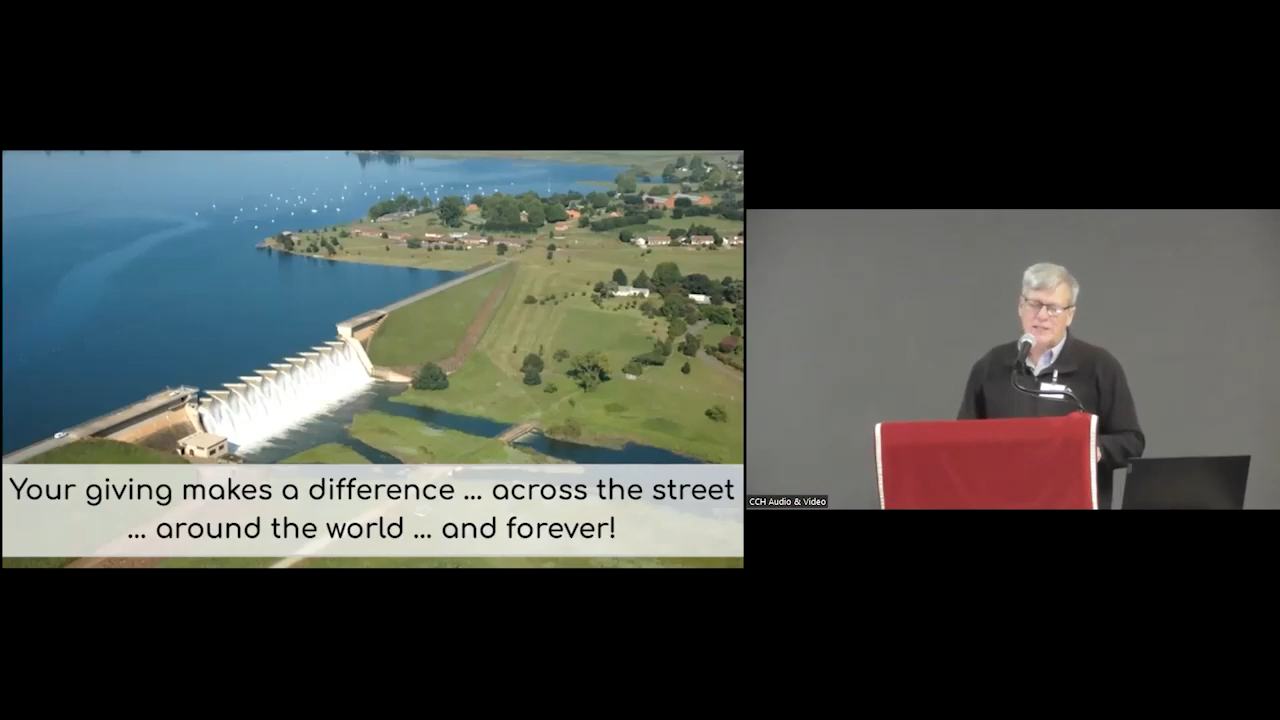 Your giving makes a difference ... across the street
... around the world ... and forever!
CCH Audio & Video